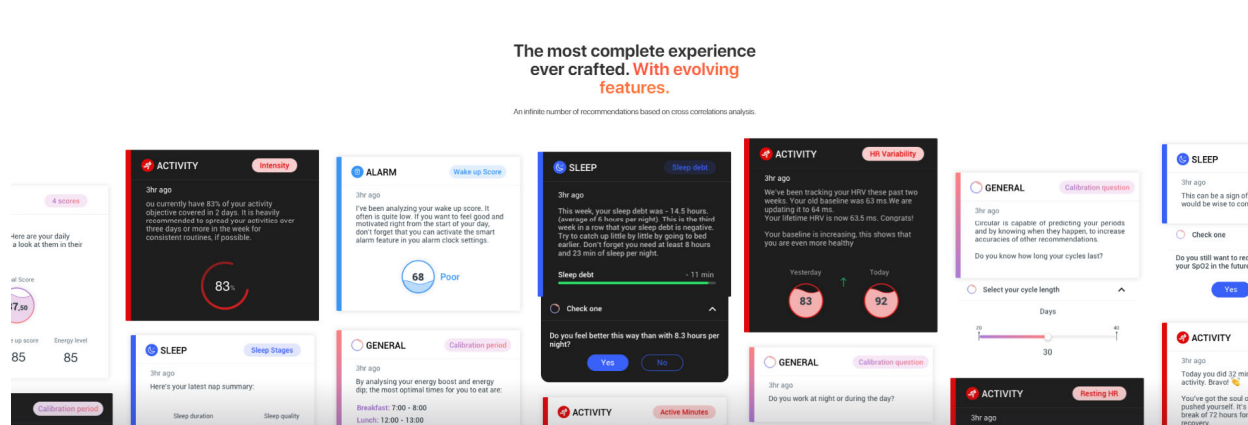 The most complete experience
ever crafted. With evolving
features.
An infinite number of recommendations based on cross correlations analysis.
4 scores
Here are your daily
a look at them in their
al Score
7,50
up score
Energy level
85
85
Calibration period
ACTIVITY
Intensity
3hr ago
ou currently have 83% of your activity
objective covered in 2 days. It is heavily
recommended to spread your activities over
three days or more in the week for
consistent routines, if possible.
83%
SLEEP
Sleep Stages
3hr ago
Here's your latest nap summary:
Sleep duration
Sleep quality
ALARM
Wake up Score
3hr ago
I've been analyzing your wake up score. It
often is quite low. If you want to feel good and
motivated right from the start of your day,
don't forget that you can activate the smart
alarm feature in you alarm clock settings.
68
Poor
GENERAL
Calibration period
3hr ago
By analysing your energy boost and energy
dip; the most optimal times for you to eat are:
Breakfast: 7:00 - 8:00
Lunch: 12:00 - 13:00
SLEEP
Sleep debt
3hr ago
This week, your sleep debt was - 14.5 hours.
(average of 6 hours per night). This is the third
week in a row that your sleep debt is negative.
Try to catch up little by little by going to bed
earlier. Don't forget you need at least 8 hours
and 23 min of sleep per night.
Sleep debt
- 11 min
Check one
Do you feel better this way than with 8.3 hours per
night?
Yes
No
ACTIVITY
Active Minutes
ACTIVITY
HR Variability
3hr ago
We've been tracking your HRV these past two
weeks. Your old baseline was 63 ms.We are
updating it to 64 ms.
Your lifetime HRV is now 63.5 ms. Congrats!
Your baseline is increasing, this shows that
you are even more healthy
Yesterday
Today
83
92
GENERAL
Calibration question
3hr ago
Do you work at night or during the day?
GENERAL
Calibration question
3hr ago
Circular is capable of predicting your periods
and by knowing when they happen, to increase
accuracies of other recommendations.
Do you know how long your cycles last?
Select your cycle length
Days
20
40
30
ACTIVITY
Resting HR
3hr ago
SLEEP
3hr ago
This can be a sign of
would be wise to con
Check one
Do you still want to rec
your SpO2 in the future
Yes
ACTIVITY
3hr ago
Today you did 32 min
activity. Bravo!
You've got the soul o
pushed yourself. It's
break of 72 hours for
recovery.